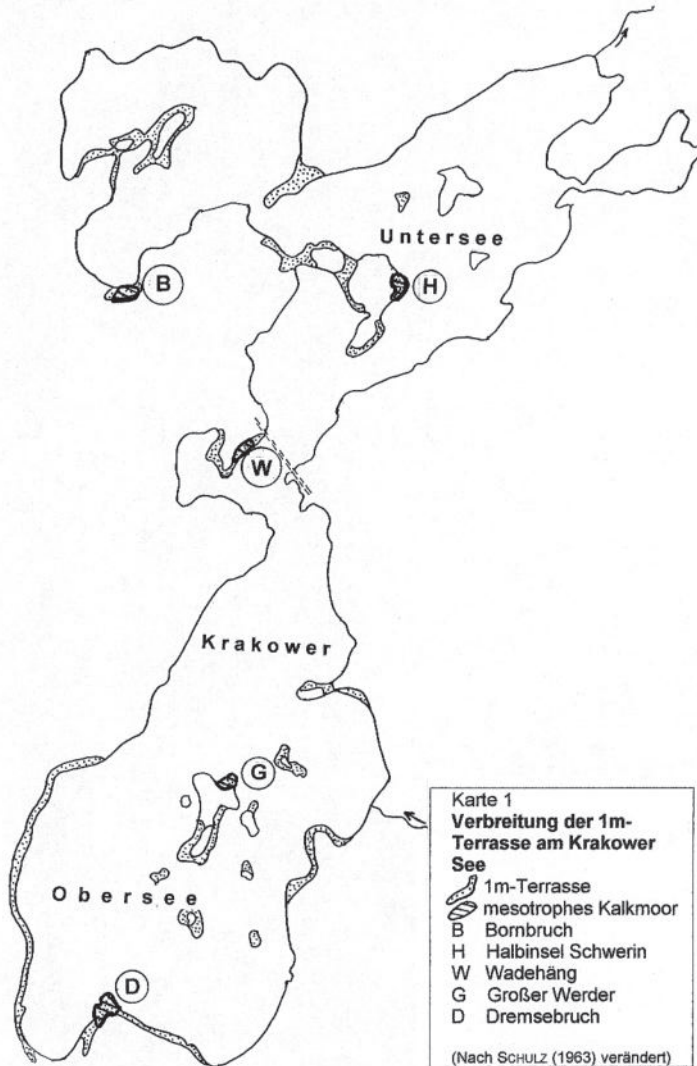 Untersee
B
H
W
Krakower
G
Obersee
D
Karte 1
Verbreitung der 1m-
Terrasse am Krakower
See
1m-Terrasse
mesotrophes Kalkmoor
B Bornbruch
H Halbinsel Schwerin
W Wadehäng
G Großer Werder
D Dremsebruch
(Nach SCHULZ (1963) verändert)